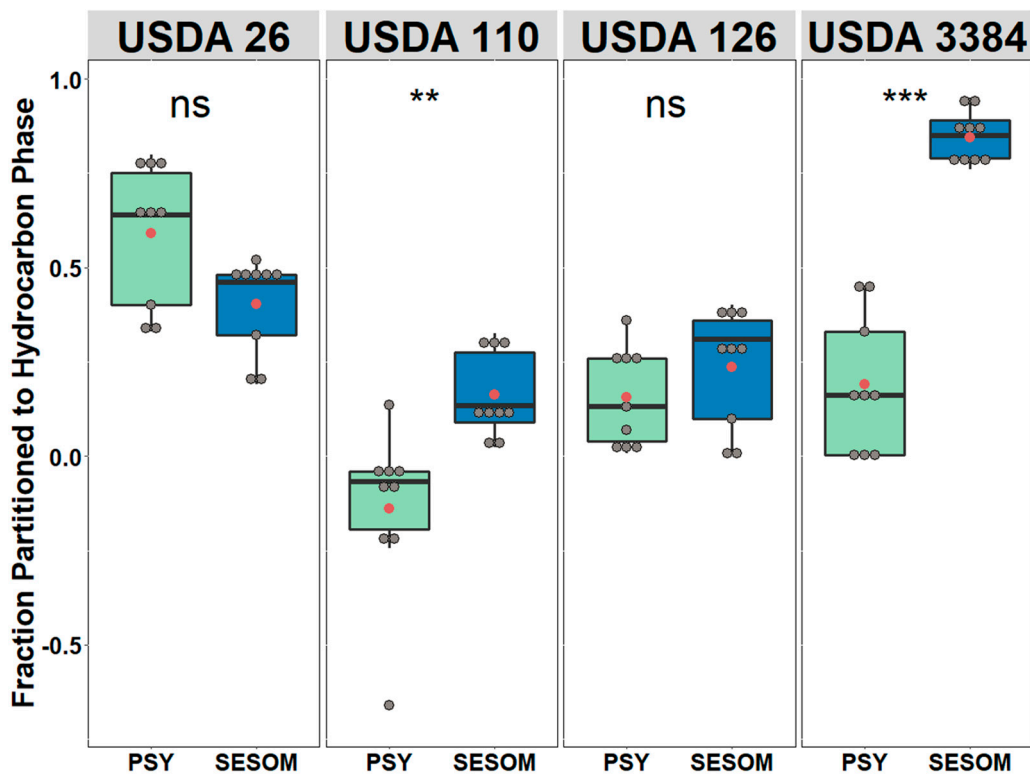 USDA 26 USDA 110 USDA 126 USDA 3384
Fraction Partitioned to Hydrocarbon Phase
1.0
0.5
0.0
-0.5
ns ** ns ***
PSY SESOM PSY SESOM PSY SESOM PSY SESOM